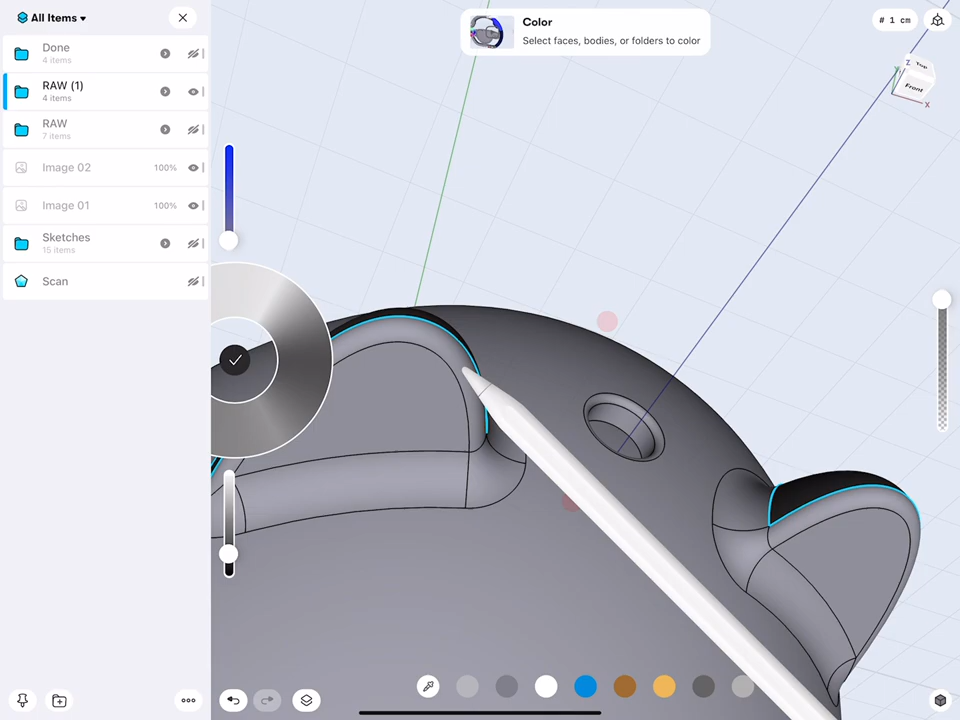 All Items
Done
4 items
RAW (1)
4 items
RAW
7 items
Image 02 100%
Image 01 100%
Sketches
15 items
Scan
Color
Select faces, bodies, or folders to color
# 1 cm
Top
Front
Z
Y
X